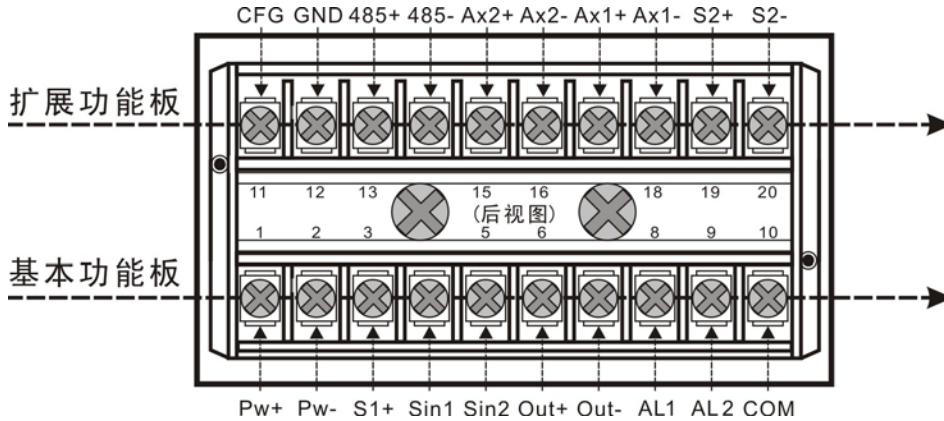 CFG GND 485+ 485- Ax2+ Ax2- Ax1+ Ax1- S2+ S2-
扩展功能板
11 12 13 15 16 18 19 20
(后视图)
1 2 3 5 6 8 9 10
基本功能板
Pw+ Pw- S1+ Sin1 Sin2 Out+ Out- AL1 AL2 COM